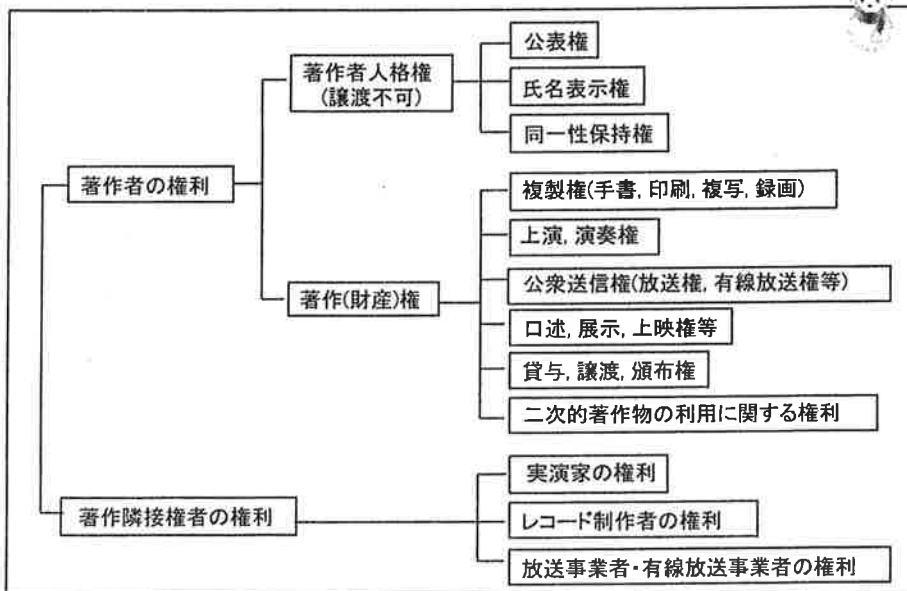 著作者の権利
著作者人格権
(譲渡不可)
公表権
氏名表示権
同一性保持権
著作(財産)権
複製権(手書, 印刷, 複写, 録画)
上演, 演奏権
公衆送信権(放送権, 有線放送権等)
口述, 展示, 上映権等
貸与, 譲渡, 頒布権
二次的著作物の利用に関する権利
著作隣接権者の権利
実演家の権利
レコード制作者の権利
放送事業者・有線放送事業者の権利